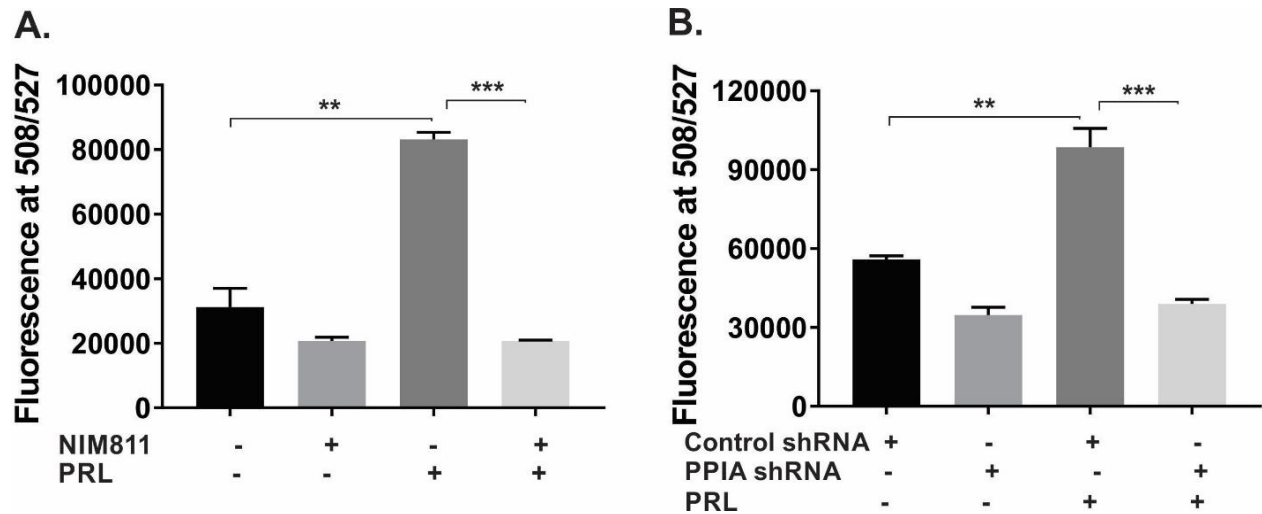 A.
Fluorescence at 508/527
100000
80000
60000
40000
20000
0
**
***
NIM811 - + - +
PRL - - + +
B.
Fluorescence at 508/527
120000
90000
60000
30000
0
**
***
Control shRNA + - + -
PPIA shRNA - + - +
PRL - - + +